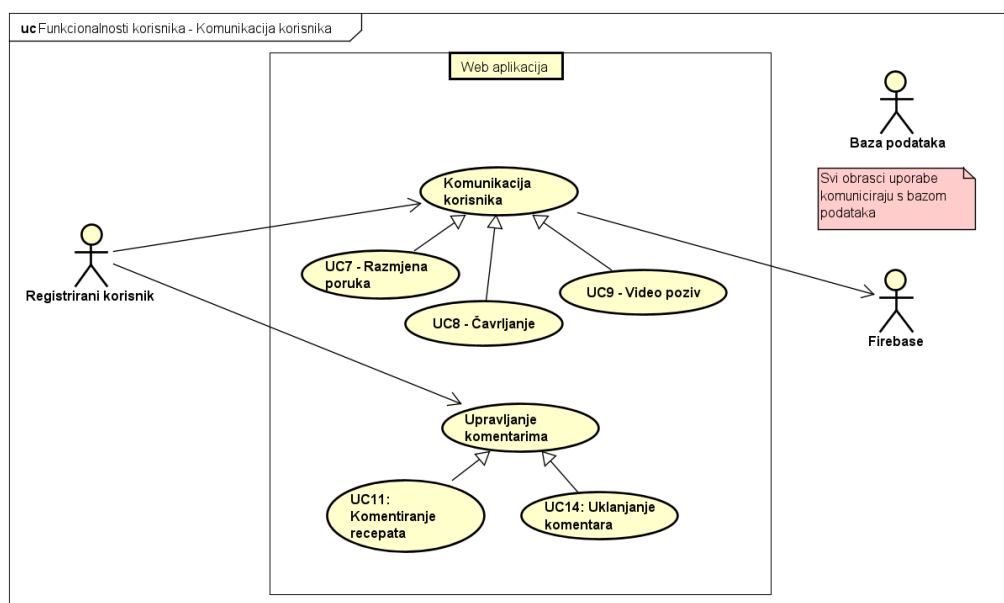 uc Funkcionalnosti korisnika - Komunikacija korisnika
Web aplikacija
Baza podataka
Svi obrasci uporabe
komuniciraju s bazom
podataka
Komunikacija
korisnika
Registrirani korisnik
UC7 - Razmjena
poruka
UC8 - Čavrljanje
UC9 - Video poziv
Firebase
Upravljanje
komentarima
UC11:
Komentiranje
recepata
UC14: Uklanjanje
komentara